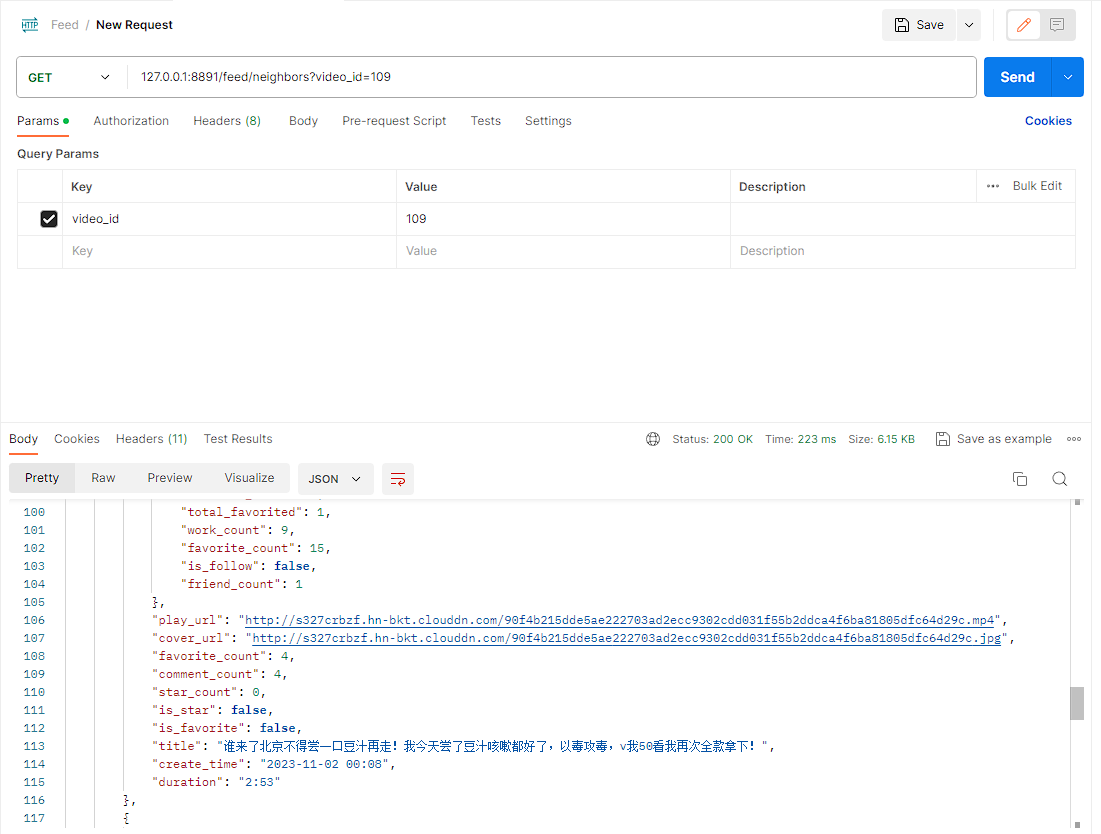 HTTP Feed / New Request Save
GET 127.0.0.1:8891/feed/neighbors?video_id=109 Send
Params Authorization Headers (8) Body Pre-request Script Tests Settings Cookies
Query Params
Key Value Description ••• Bulk Edit
video_id 109
Key Value Description
Body Cookies Headers (11) Test Results Status: 200 OK Time: 223 ms Size: 6.15 KB Save as example
Pretty Raw Preview Visualize JSON
100 "total_favorited": 1,
101 "work_count": 9,
102 "favorite_count": 15,
103 "is_follow": false,
104 "friend_count": 1
105 },
106 "play_url": "http://s327crbzf.hn-bkt.clouddn.com/90f4b215dde5ae222703ad2ecc9302cdd031f55b2ddca4f6ba81805dfc64d29c.mp4",
107 "cover_url": "http://s327crbzf.hn-bkt.clouddn.com/90f4b215dde5ae222703ad2ecc9302cdd031f55b2ddca4f6ba81805dfc64d29c.jpg",
108 "favorite_count": 4,
109 "comment_count": 4,
110 "star_count": 0,
111 "is_star": false,
112 "is_favorite": false,
113 "title": "谁来了北京不得尝一口豆汁再走！我今天尝了豆汁咳嗽都好了，以毒攻毒，v我50看我再次全款拿下！",
114 "create_time": "2023-11-02 00:08",
115 "duration": "2:53"
116 },
117 {